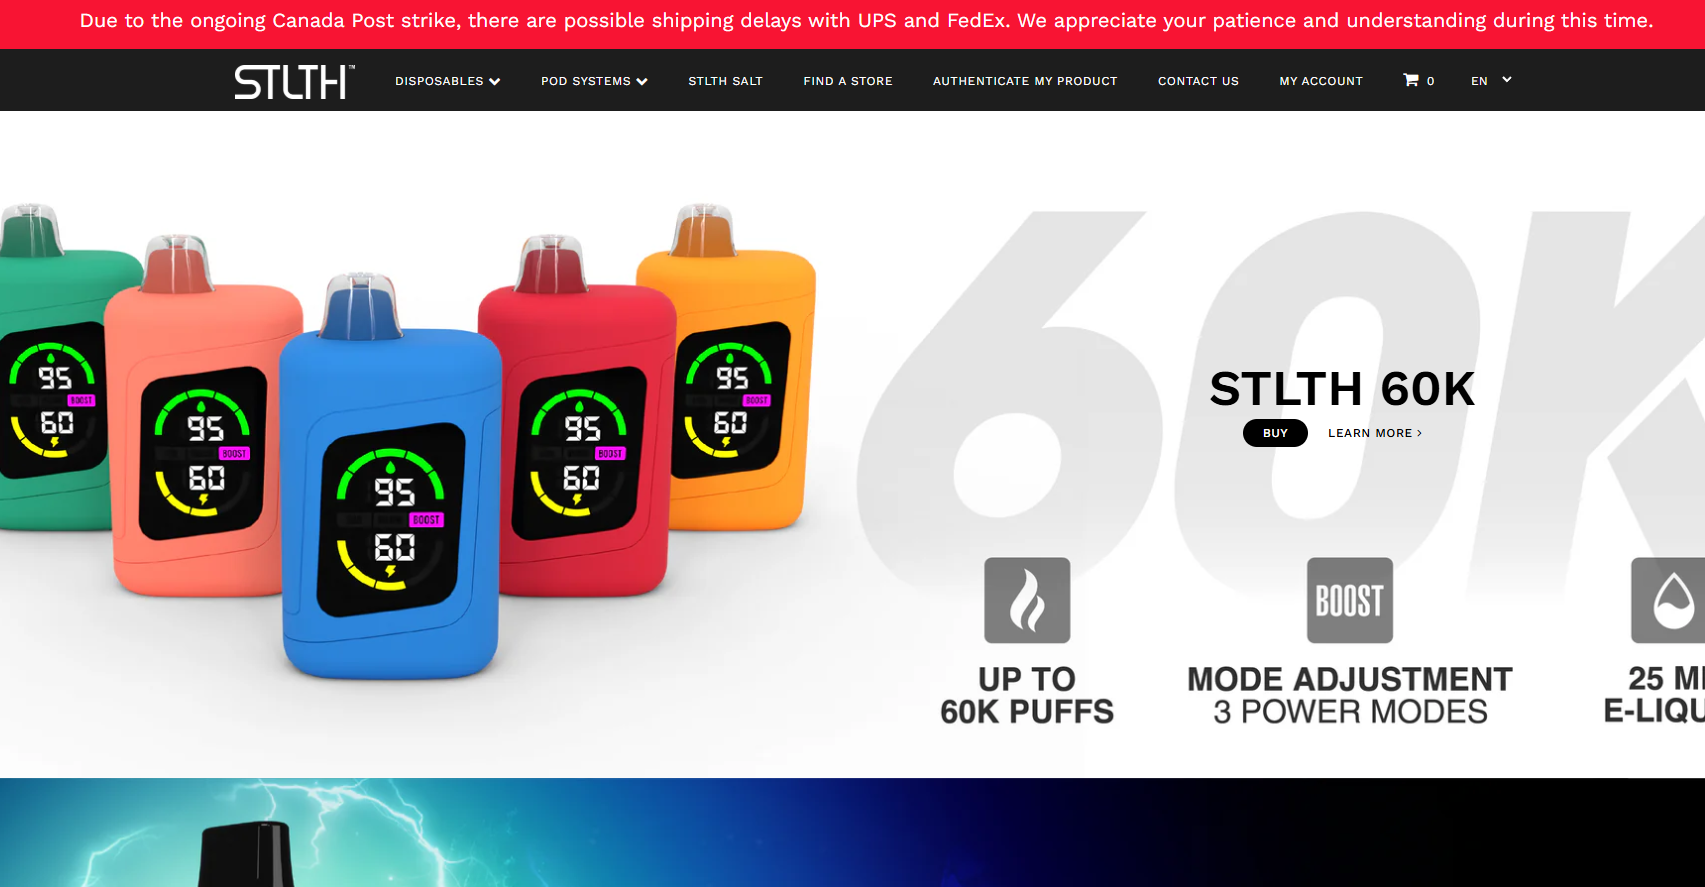 Due to the ongoing Canada Post strike, there are possible shipping delays with UPS and FedEx. We appreciate your patience and understanding during this time.
STLTH™ DISPOSABLES POD SYSTEMS STLTH SALT FIND A STORE AUTHENTICATE MY PRODUCT CONTACT US MY ACCOUNT 0 EN
60K
95
BOOST
60
95
BOOST
60
95
BOOST
60
95
BOOST
60
95
BOOST
60
STLTH 60K
BUY LEARN MORE ›
BOOST
UP TO
60K PUFFS
MODE ADJUSTMENT
3 POWER MODES
25 M
E-LIQU